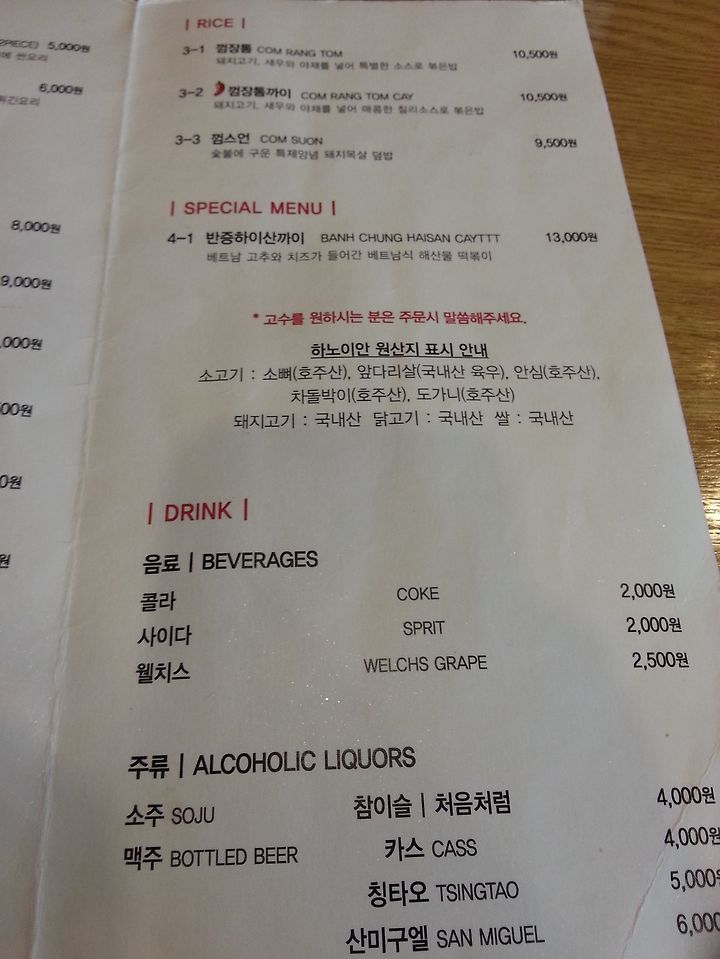 2PIECE) 5,000원
6,000원
8,000원
9,000원
,000원
00원
0원
원
| RICE |
3-1 껌장톰 COM RANG TOM 10,500원
돼지고기, 새우와 야채를 넣어 특별한 소스로 볶은밥
3-2 껌장톰까이 COM RANG TOM CAY 10,500원
돼지고기, 새우와 야채를 넣어 매콤한 칠리소스로 볶은밥
3-3 껌스언 COM SUON 9,500원
숯불에 구운 특제양념 돼지목살 덮밥
| SPECIAL MENU |
4-1 반증하이산까이 BANH CHUNG HAISAN CAYTTT 13,000원
베트남 고추와 치즈가 들어간 베트남식 해산물 떡볶이
* 고수를 원하시는 분은 주문시 말씀해주세요.
하노이안 원산지 표시 안내
소고기 : 소뼈(호주산), 앞다리살(국내산 육우), 안심(호주산),
차돌박이(호주산), 도가니(호주산)
돼지고기 : 국내산 닭고기 : 국내산 쌀 : 국내산
| DRINK |
음료 | BEVERAGES
콜라 COKE 2,000원
사이다 SPRIT 2,000원
웰치스 WELCHS GRAPE 2,500원
주류 | ALCOHOLIC LIQUORS
소주 SOJU 참이슬 | 처음처럼 4,000원
맥주 BOTTLED BEER 카스 CASS 4,000원
칭타오 TSINGTAO 5,000
산미구엘 SAN MIGUEL 6,000